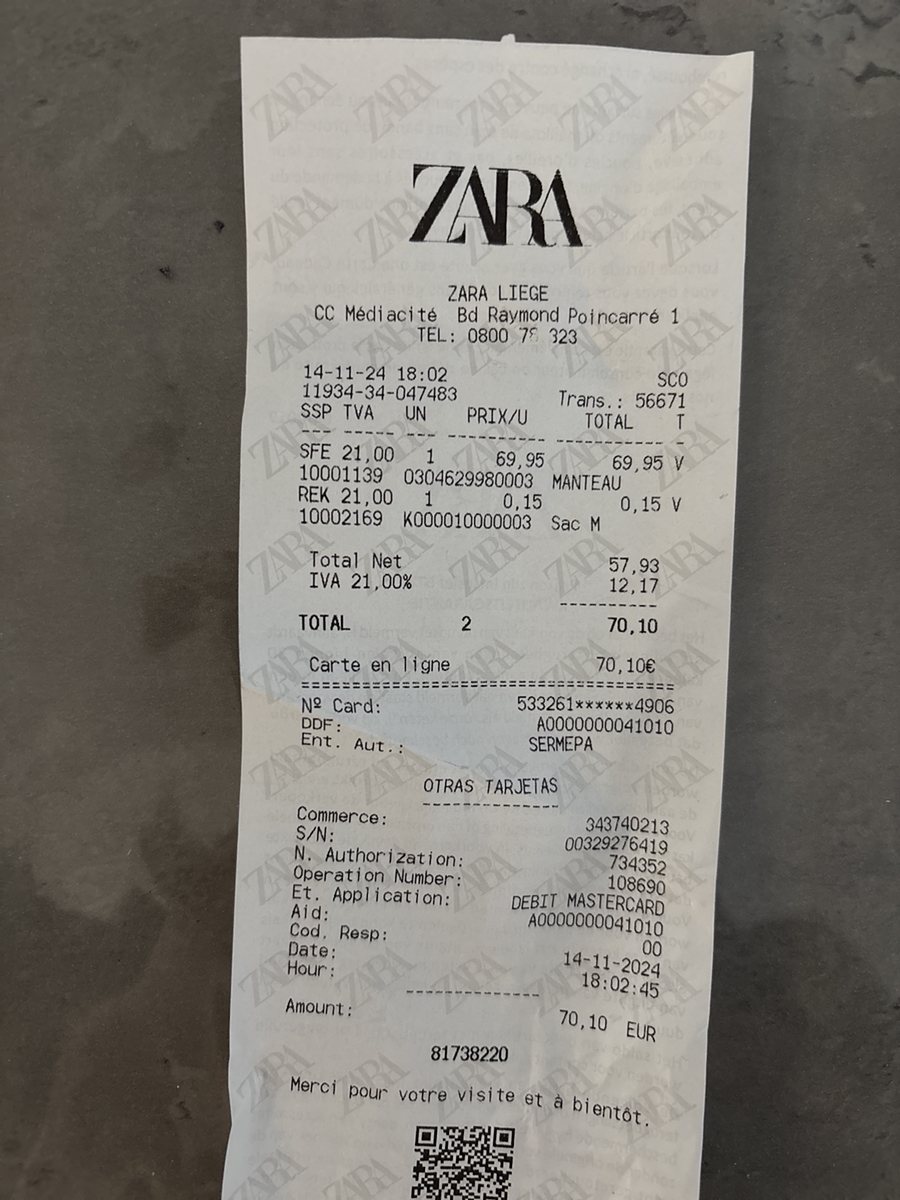 ZARA
ZARA LIEGE
CC Médiacité Bd Raymond Poincarré 1
TEL: 0800 78 323
14-11-24 18:02 SCO
11934-34-047483 Trans.: 56671
SSP TVA UN PRIX/U TOTAL T
--- ----- --- ---------- ----------- -
SFE 21,00 1 69,95 69,95 V
10001139 0304629980003 MANTEAU
REK 21,00 1 0,15 0,15 V
10002169 K000010000003 Sac M
Total Net 57,93
IVA 21,00% 12,17
----------
TOTAL 2 70,10
Carte en ligne 70,10€
========================================
Nº Card: 533261******4906
DDF: A0000000041010
Ent. Aut.: SERMEPA
OTRAS TARJETAS
--------------
Commerce: 343740213
S/N: 00329276419
N. Authorization: 734352
Operation Number: 108690
Et. Application: DEBIT MASTERCARD
Aid: A0000000041010
Cod. Resp: 00
Date: 14-11-2024
Hour: 18:02:45
--------------
Amount: 70,10 EUR
81738220
Merci pour votre visite et à bientôt.